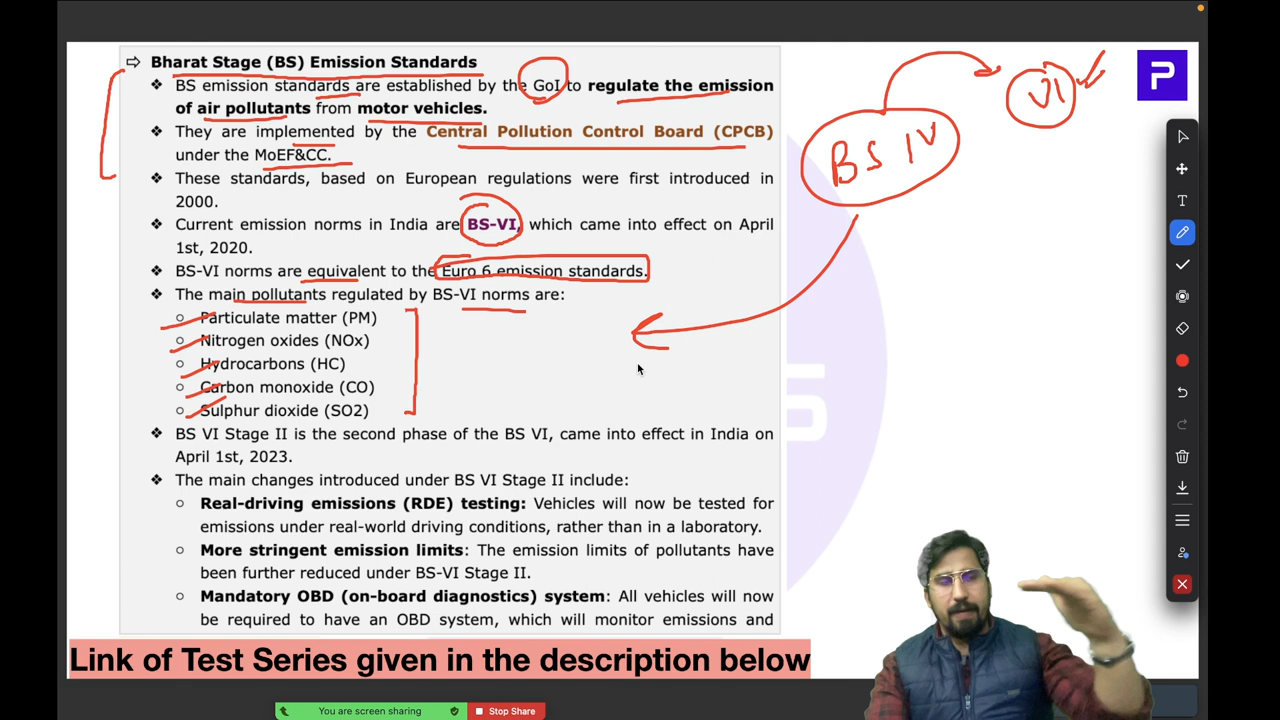 ⇨ Bharat Stage (BS) Emission Standards
❖ BS emission standards are established by the GoI to regulate the emission
of air pollutants from motor vehicles.
❖ They are implemented by the Central Pollution Control Board (CPCB)
under the MoEF&CC.
❖ These standards, based on European regulations were first introduced in
2000.
❖ Current emission norms in India are BS-VI, which came into effect on April
1st, 2020.
❖ BS-VI norms are equivalent to the Euro 6 emission standards.
❖ The main pollutants regulated by BS-VI norms are:
○ Particulate matter (PM)
○ Nitrogen oxides (NOx)
○ Hydrocarbons (HC)
○ Carbon monoxide (CO)
○ Sulphur dioxide (SO2)
❖ BS VI Stage II is the second phase of the BS VI, came into effect in India on
April 1st, 2023.
❖ The main changes introduced under BS VI Stage II include:
○ Real-driving emissions (RDE) testing: Vehicles will now be tested for
emissions under real-world driving conditions, rather than in a laboratory.
○ More stringent emission limits: The emission limits of pollutants have
been further reduced under BS-VI Stage II.
○ Mandatory OBD (on-board diagnostics) system: All vehicles will now
be required to have an OBD system, which will monitor emissions and
BS IV
VI
P
T
S
Link of Test Series given in the description below
You are screen sharing
Stop Share